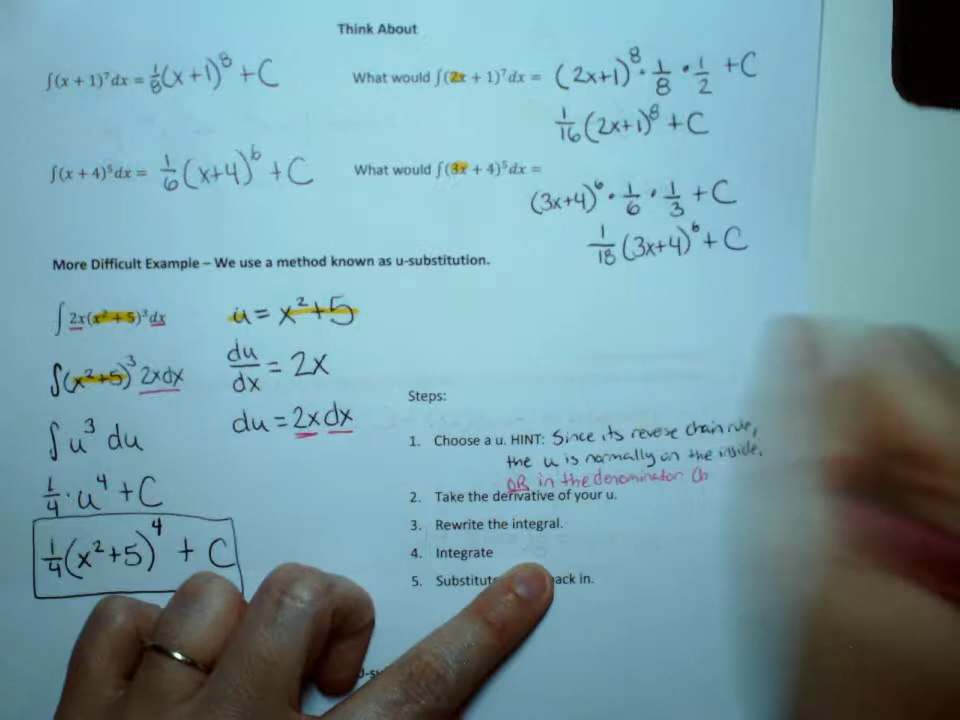 Think About
∫(x + 1)⁷dx = 1/8(x+1)⁸ + C
What would ∫(2x + 1)⁷dx = (2x+1)⁸ · 1/8 · 1/2 + C
1/16(2x+1)⁸ + C
∫(x + 4)⁵dx = 1/6(x+4)⁶ + C
What would ∫(3x + 4)⁵dx =
(3x+4)⁶ · 1/6 · 1/3 + C
1/18(3x+4)⁶ + C
More Difficult Example – We use a method known as u-substitution.
∫2x(x² + 5)³dx
u = x²+5
∫(x²+5)³ 2xdx
du/dx = 2x
∫u³ du
du = 2x dx
1/4 · u⁴ + C
1/4(x²+5)⁴ + C
Steps:
1. Choose a u. HINT: Since its reverse chain rule,
the u is normally on the inside,
OR in the denominator
2. Take the derivative of your u.
3. Rewrite the integral.
4. Integrate
5. Substitute back in.